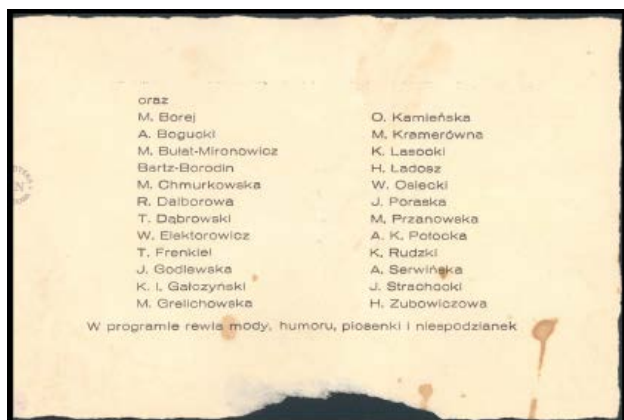 oraz
M. Borej
A. Bogucki
M. Bułat-Mironowicz
Bartz-Borodin
M. Chmurkowska
R. Dalborowa
T. Dąbrowski
W. Elektorowicz
T. Frenkiel
J. Godlewska
K. I. Gałczyński
M. Grelichowska
O. Kamieńska
M. Kramerówna
K. Lasocki
H. Ładosz
W. Osiecki
J. Poraska
M. Przanowska
A. K. Potocka
K. Rudzki
A. Serwińska
J. Strachocki
H. Zubowiczowa
W programie rewia mody, humoru, piosenki i niespodzianek